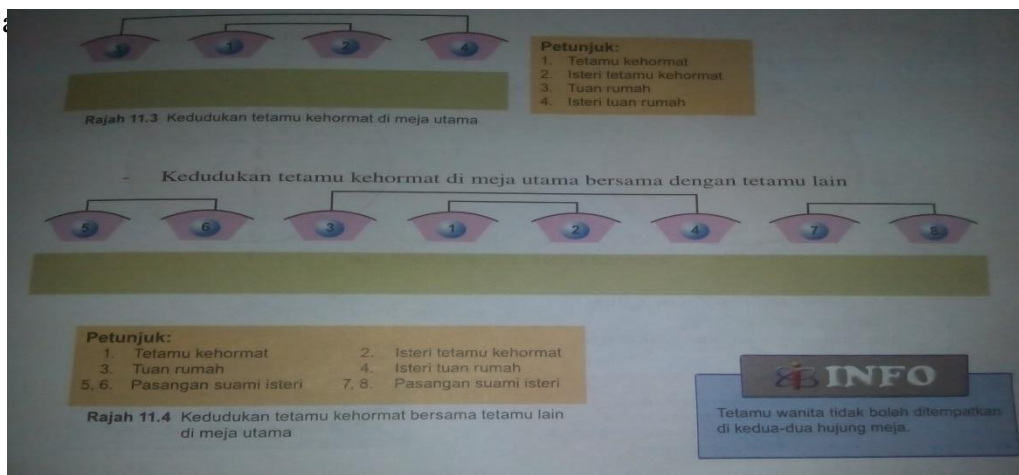 1 2 4
Petunjuk:
1. Tetamu kehormat
2. Isteri tetamu kehormat
3. Tuan rumah
4. Isteri tuan rumah
Rajah 11.3 Kedudukan tetamu kehormat di meja utama
- Kedudukan tetamu kehormat di meja utama bersama dengan tetamu lain
5 6 3 1 2 4 7 8
Petunjuk:
1. Tetamu kehormat 2. Isteri tetamu kehormat
3. Tuan rumah 4. Isteri tuan rumah
5, 6. Pasangan suami isteri 7, 8. Pasangan suami isteri
Rajah 11.4 Kedudukan tetamu kehormat bersama tetamu lain
di meja utama
INFO
Tetamu wanita tidak boleh ditempatkan
di kedua-dua hujung meja.